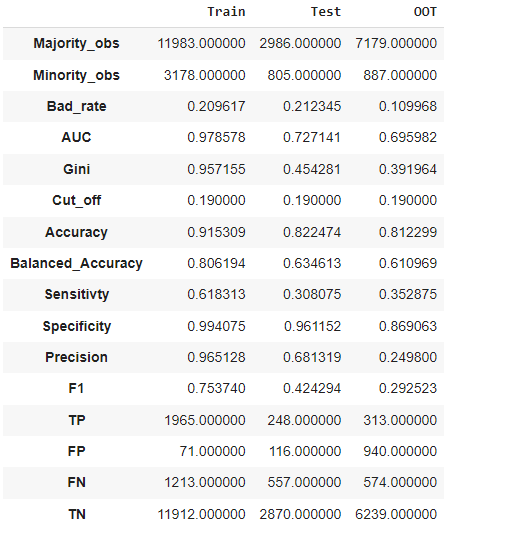 Train Test OOT
Majority_obs 11983.000000 2986.000000 7179.000000
Minority_obs 3178.000000 805.000000 887.000000
Bad_rate 0.209617 0.212345 0.109968
AUC 0.978578 0.727141 0.695982
Gini 0.957155 0.454281 0.391964
Cut_off 0.190000 0.190000 0.190000
Accuracy 0.915309 0.822474 0.812299
Balanced_Accuracy 0.806194 0.634613 0.610969
Sensitivty 0.618313 0.308075 0.352875
Specificity 0.994075 0.961152 0.869063
Precision 0.965128 0.681319 0.249800
F1 0.753740 0.424294 0.292523
TP 1965.000000 248.000000 313.000000
FP 71.000000 116.000000 940.000000
FN 1213.000000 557.000000 574.000000
TN 11912.000000 2870.000000 6239.000000